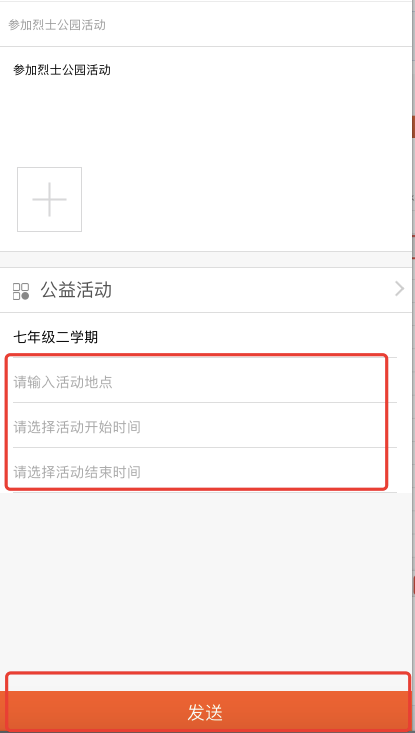 参加烈士公园活动
参加烈士公园活动
公益活动
七年级二学期
请输入活动地点
请选择活动开始时间
请选择活动结束时间
发送